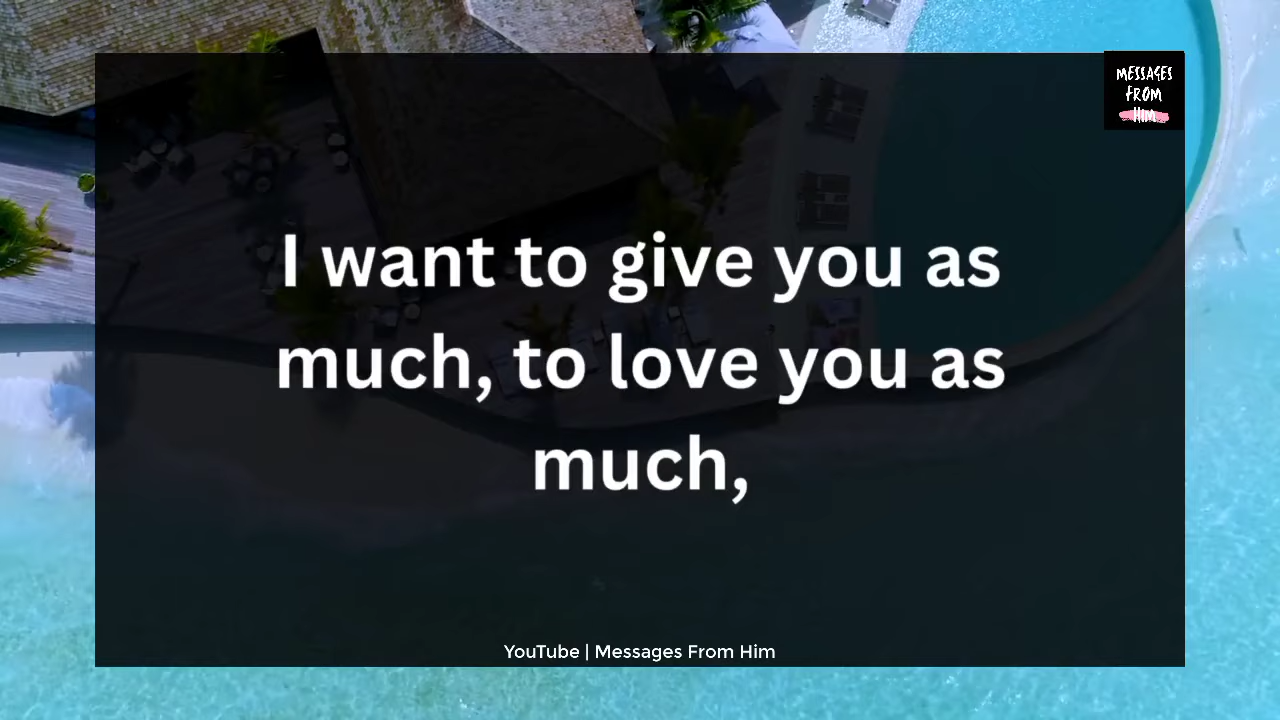 MESSAGES
FROM
HIM
I want to give you as
much, to love you as
much,
YouTube | Messages From Him